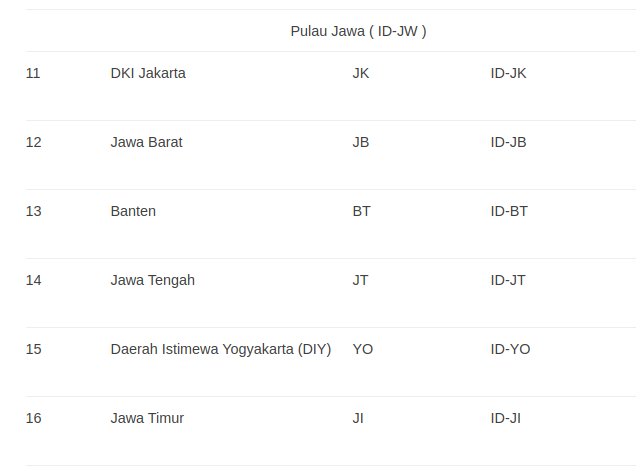 Pulau Jawa ( ID-JW )
11 DKI Jakarta JK ID-JK
12 Jawa Barat JB ID-JB
13 Banten BT ID-BT
14 Jawa Tengah JT ID-JT
15 Daerah Istimewa Yogyakarta (DIY) YO ID-YO
16 Jawa Timur JI ID-JI